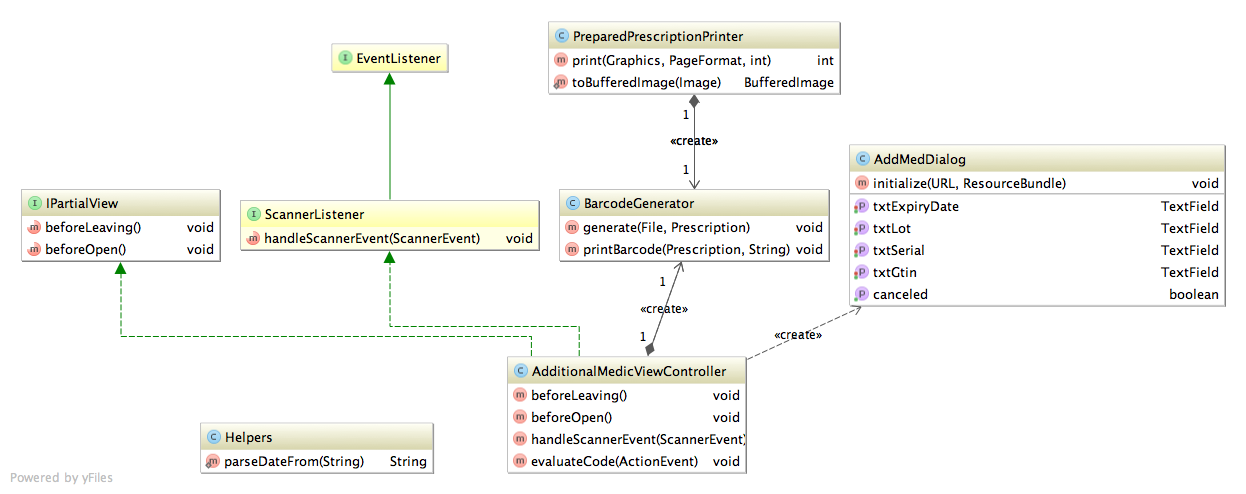 C PreparedPrescriptionPrinter
m print(Graphics, PageFormat, int) int
m toBufferedImage(Image) BufferedImage
I EventListener
1
«create»
1
C AddMedDialog
m initialize(URL, ResourceBundle) void
P txtExpiryDate TextField
P txtLot TextField
P txtSerial TextField
P txtGtin TextField
P canceled boolean
I IPartialView
m beforeLeaving() void
m beforeOpen() void
I ScannerListener
m handleScannerEvent(ScannerEvent) void
C BarcodeGenerator
m generate(File, Prescription) void
m printBarcode(Prescription, String) void
1
«create»
1
«create»
C AdditionalMedicViewController
m beforeLeaving() void
m beforeOpen() void
m handleScannerEvent(ScannerEvent)
m evaluateCode(ActionEvent) void
C Helpers
m parseDateFrom(String) String
Powered by yFiles